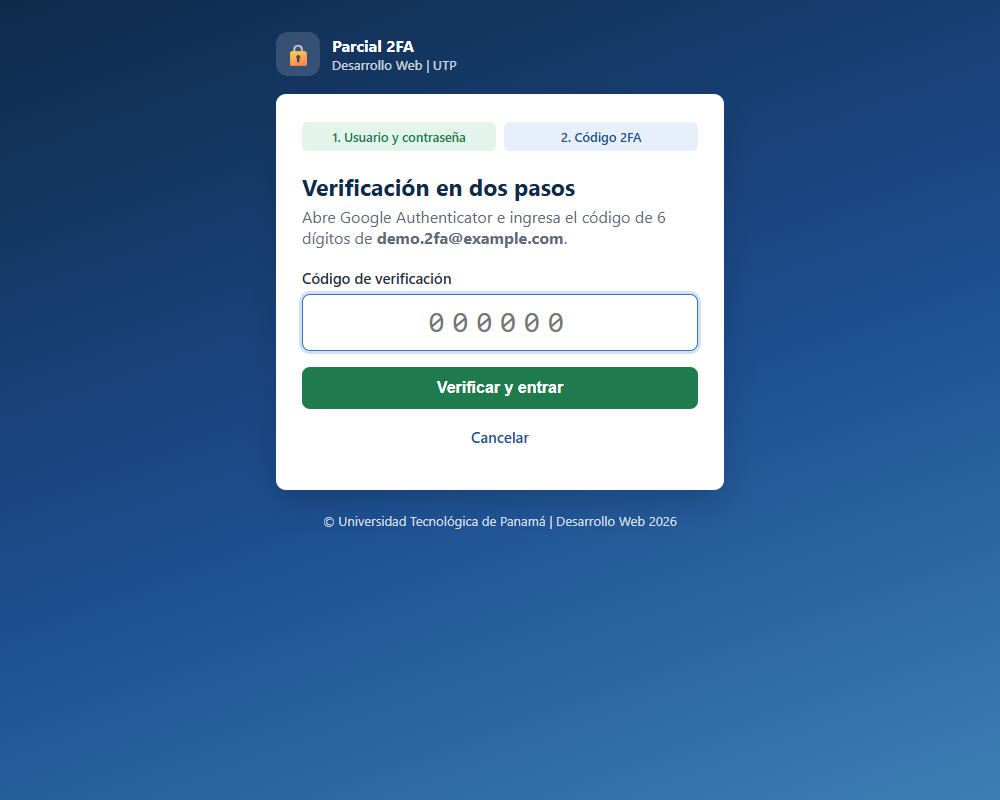 Parcial 2FA
Desarrollo Web | UTP
1. Usuario y contraseña
2. Código 2FA
Verificación en dos pasos
Abre Google Authenticator e ingresa el código de 6
dígitos de demo.2fa@example.com.
Código de verificación
000000
Verificar y entrar
Cancelar
© Universidad Tecnológica de Panamá | Desarrollo Web 2026